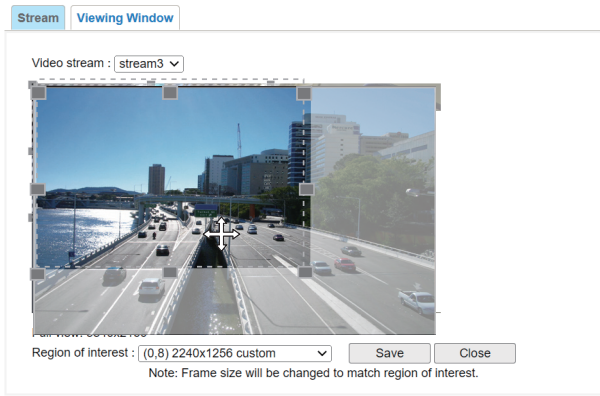 Stream
Viewing Window
Video stream : stream3
Region of interest : (0,8) 2240x1256 custom
Save
Close
Note: Frame size will be changed to match region of interest.